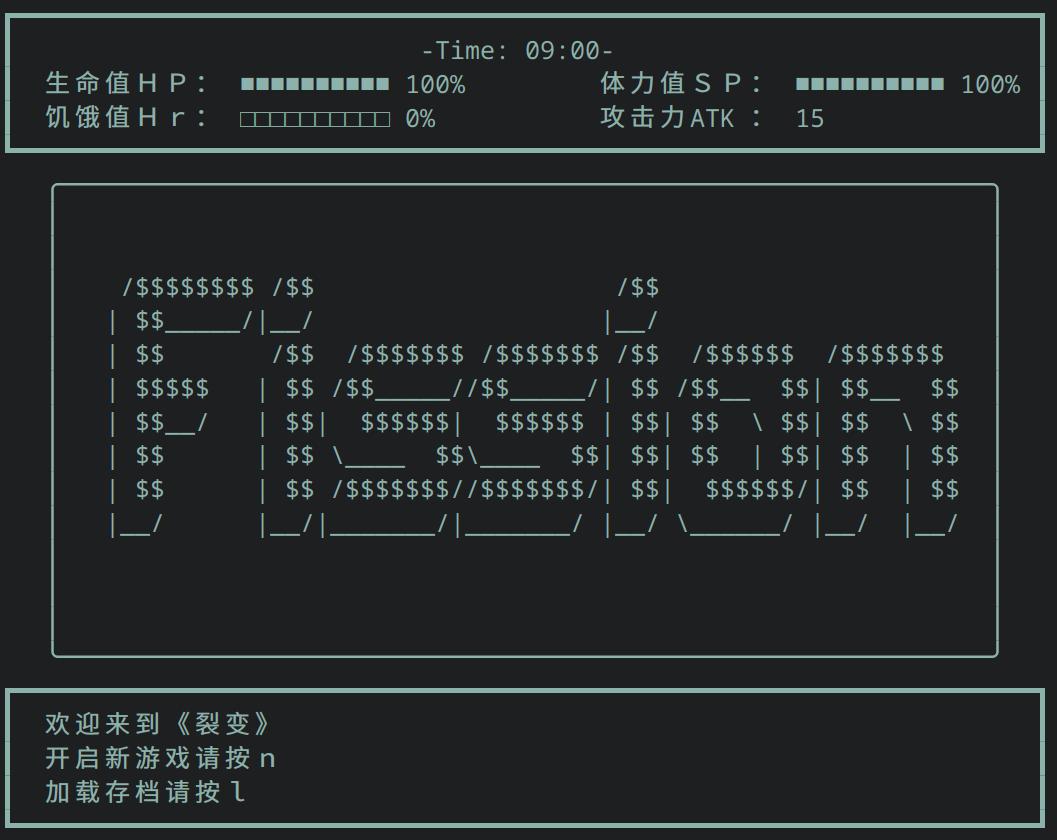 -Time: 09:00-
生命值ＨＰ： ■■■■■■■■■■ 100% 体力值ＳＰ： ■■■■■■■■■■ 100%
饥饿值Ｈｒ： □□□□□□□□□□ 0% 攻击力ATK ： 15
 /$$$$$$$$ /$$                    /$$
| $$_____/|__/                   |__/
| $$       /$$  /$$$$$$$ /$$$$$$$ /$$  /$$$$$$  /$$$$$$$
| $$$$$   | $$ /$$_____//$$_____/| $$ /$$__  $$| $$__  $$
| $$__/   | $$|  $$$$$$|  $$$$$$ | $$| $$  \ $$| $$  \ $$
| $$      | $$ \____  $$\____  $$| $$| $$  | $$| $$  | $$
| $$      | $$ /$$$$$$$//$$$$$$$/| $$|  $$$$$$/| $$  | $$
|__/      |__/|_______/|_______/ |__/ \______/ |__/  |__/
欢迎来到《裂变》
开启新游戏请按ｎ
加载存档请按ｌ